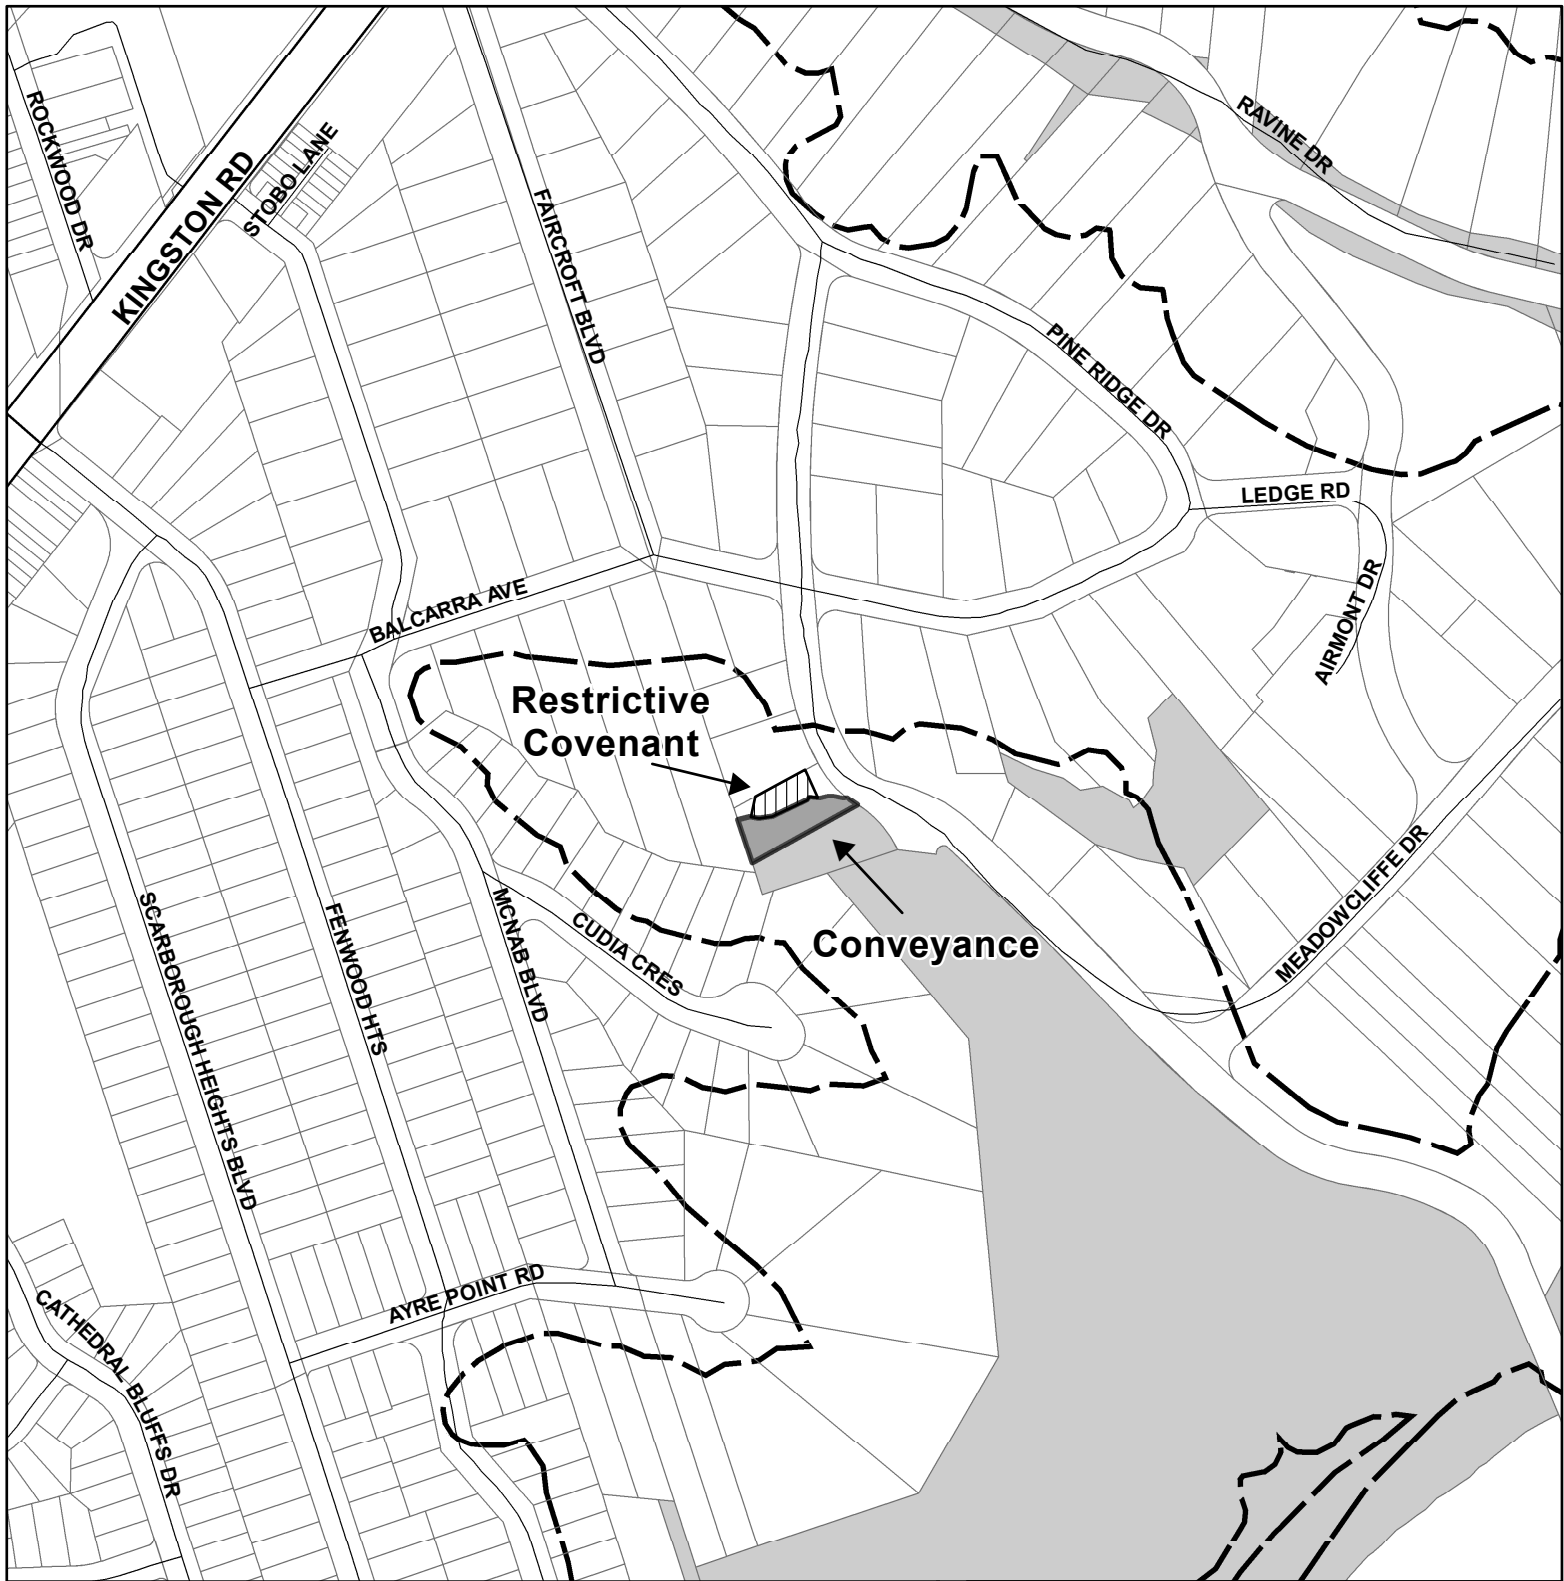 ROCKWOOD DR
KINGSTON RD
STOBO LANE
FAIRCROFT BLVD
RAVINE DR
PINE RIDGE DR
LEDGE RD
AIRMONT DR
BALCARRA AVE
Restrictive
Covenant
Conveyance
MEADOWCLIFFE DR
SCARBOROUGH HEIGHTS BLVD
FENWOOD HTS
MCNAB BLVD
CUDIA CRES
AYRE POINT RD
CATHEDRAL BLUFFS DR